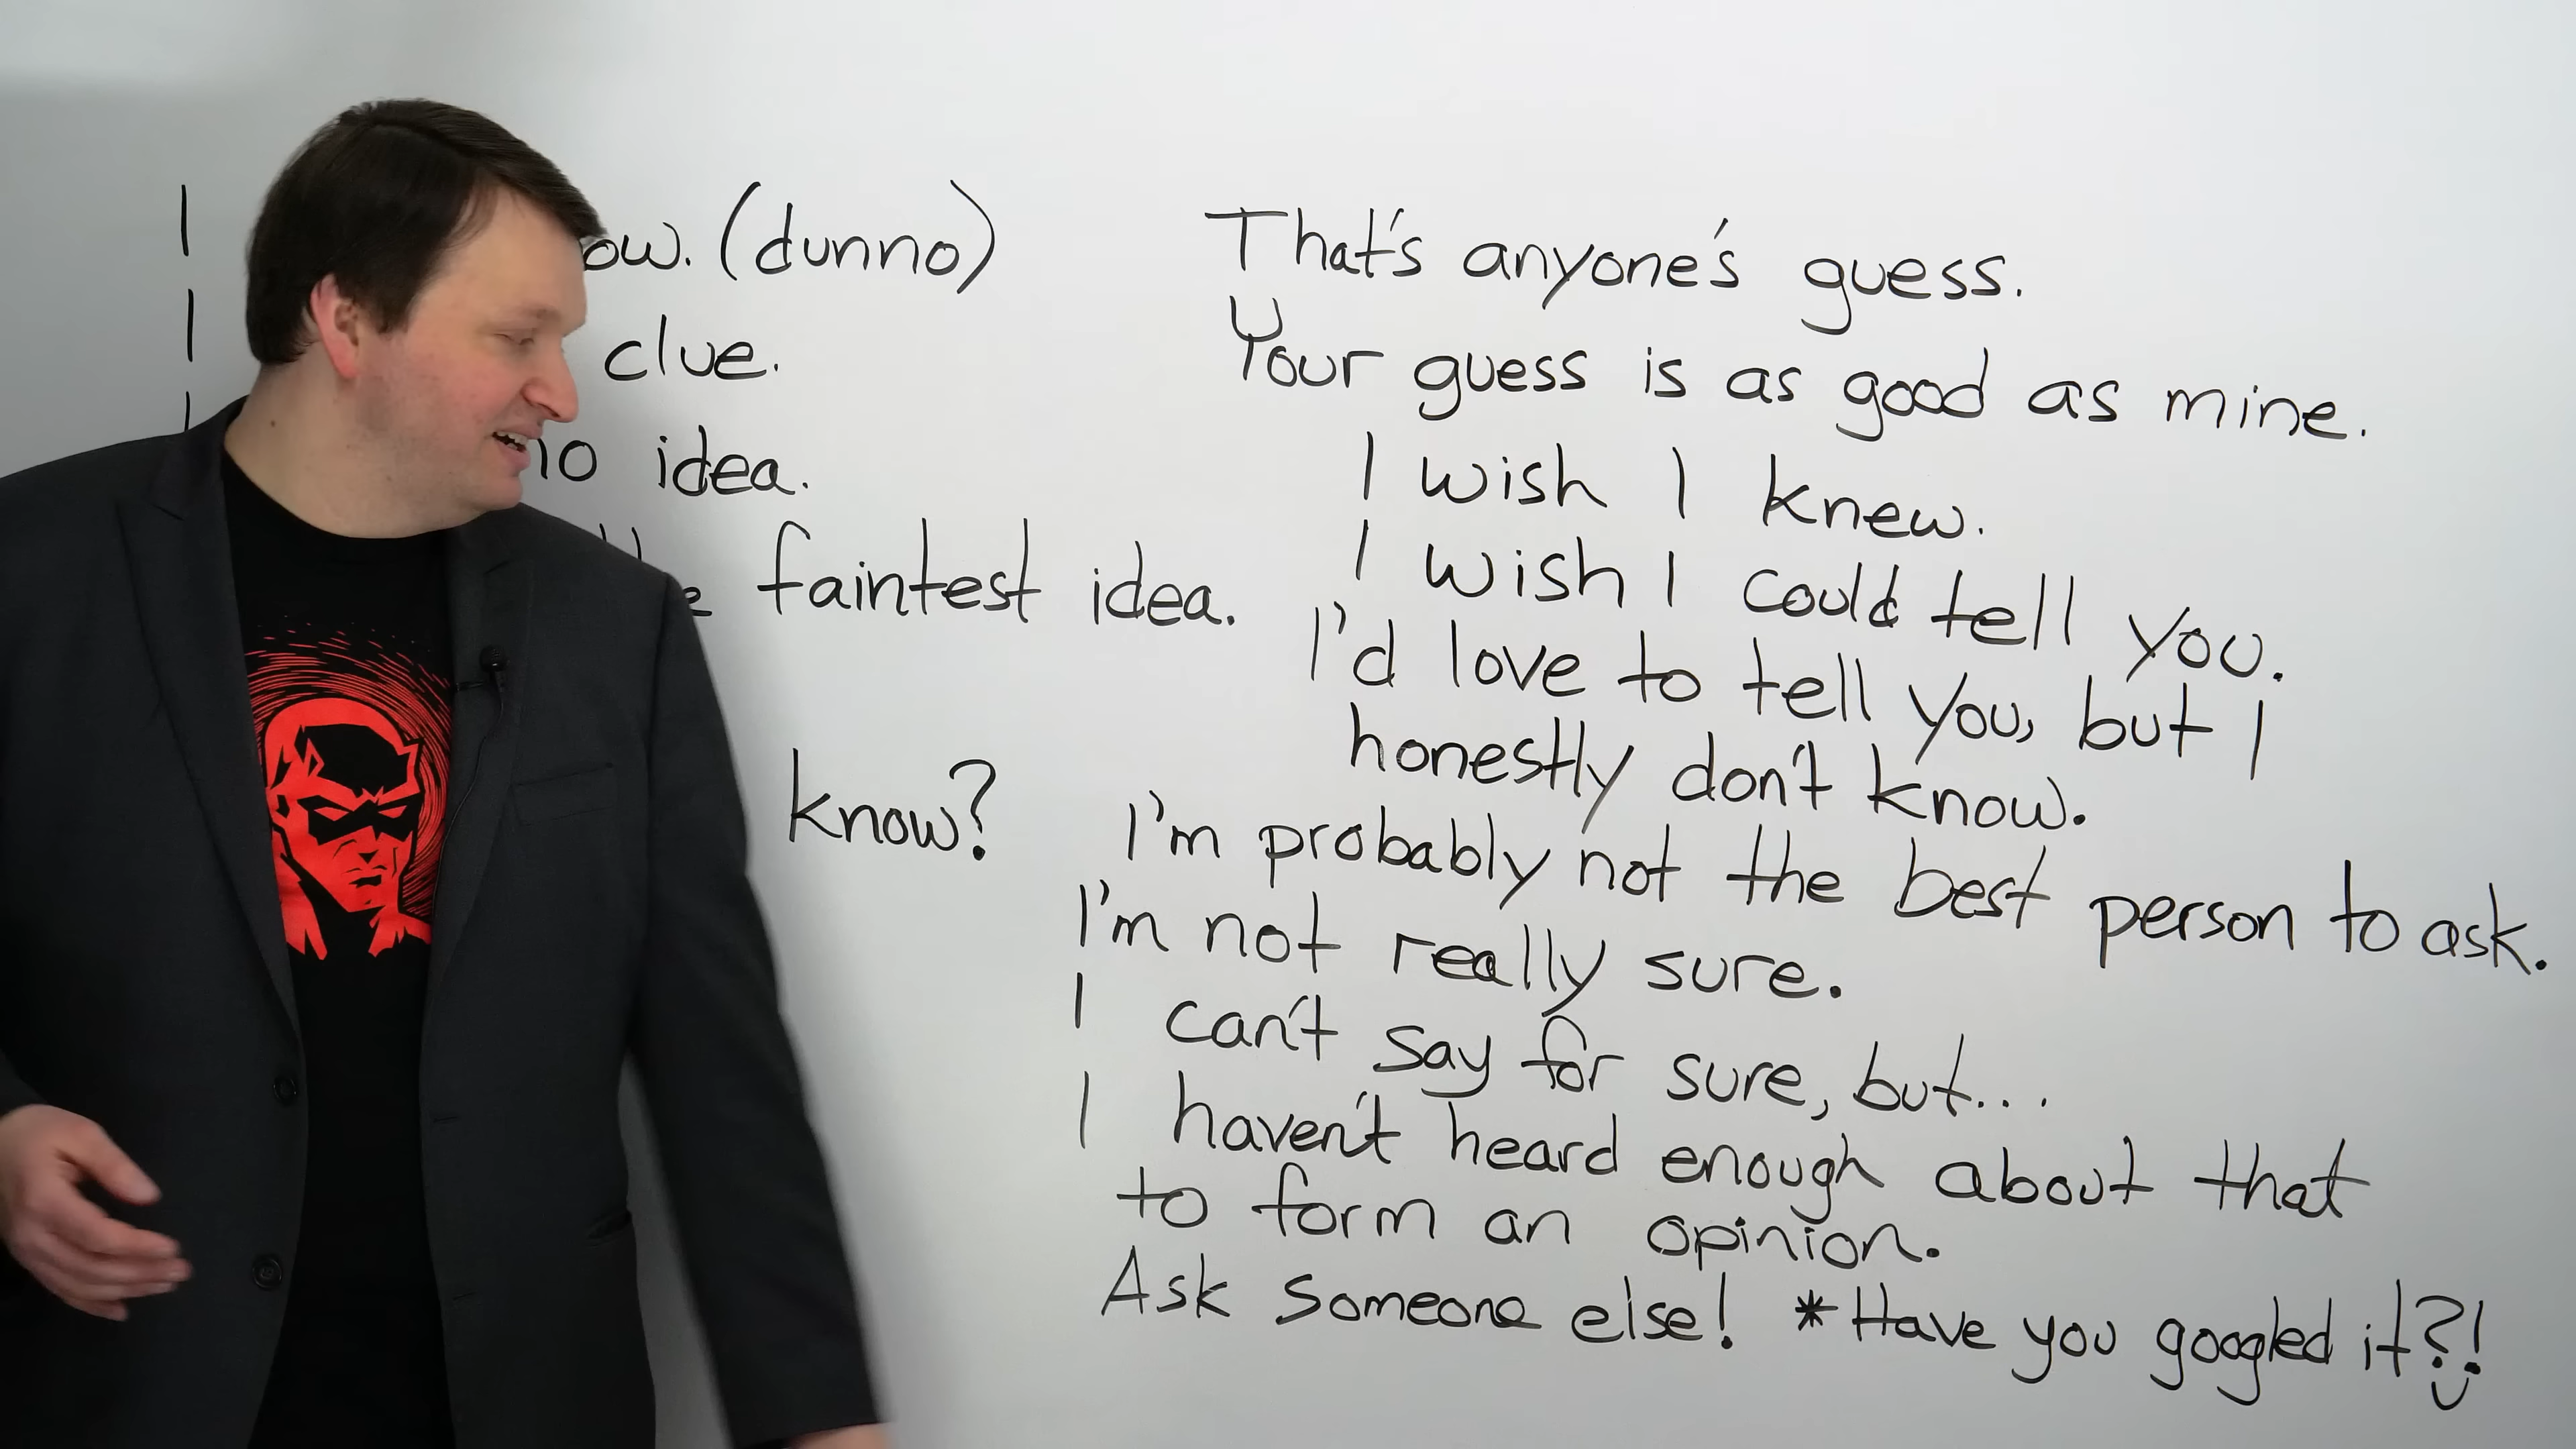 I ow. (dunno)
I clue.
no idea.
faintest idea.
know?
That's anyone's guess.
Your guess is as good as mine.
I wish I knew.
I wish I could tell you.
I'd love to tell you, but I
honestly don't know.
I'm probably not the best person to ask.
I'm not really sure.
I can't say for sure, but...
I haven't heard enough about that
to form an opinion.
Ask someone else! *Have you googled it?!